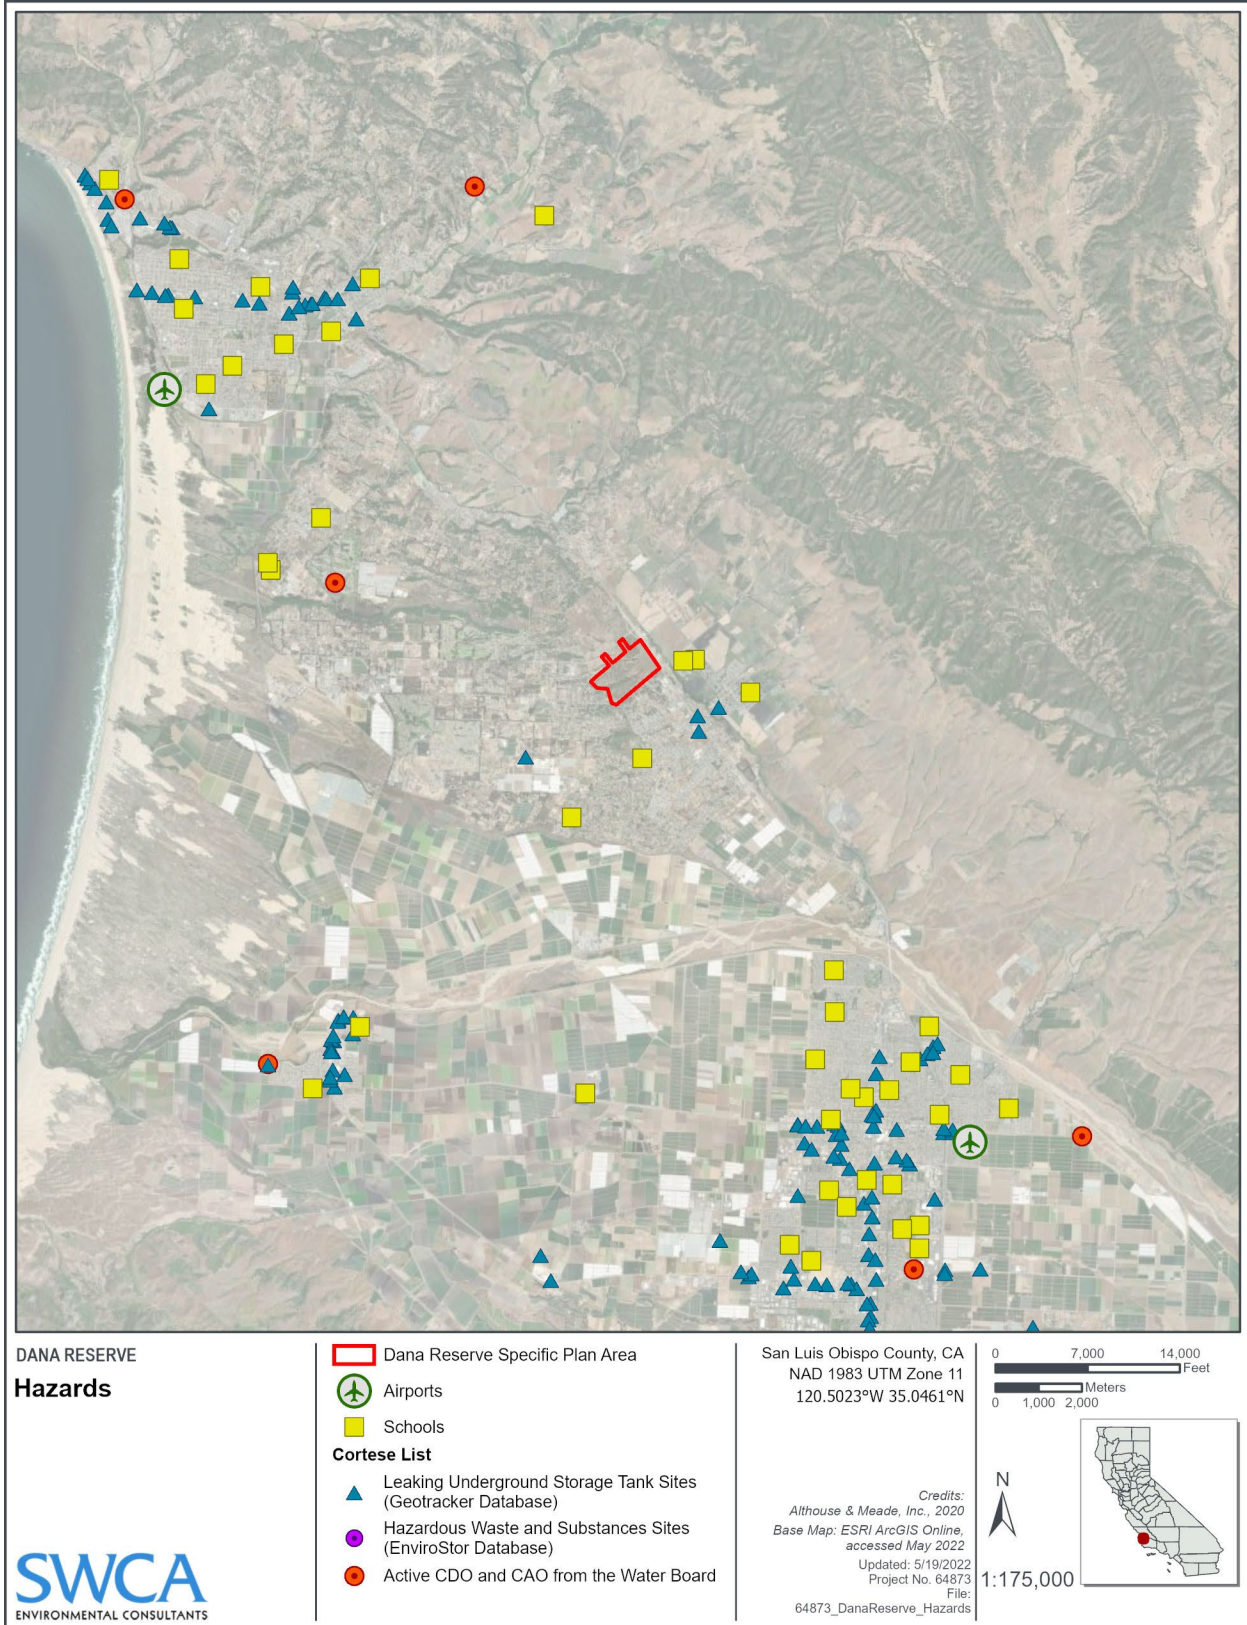 DANA RESERVE
Hazards
SWCA
ENVIRONMENTAL CONSULTANTS
Dana Reserve Specific Plan Area
Airports
Schools
Cortese List
Leaking Underground Storage Tank Sites
(Geotracker Database)
Hazardous Waste and Substances Sites
(EnviroStor Database)
Active CDO and CAO from the Water Board
San Luis Obispo County, CA
NAD 1983 UTM Zone 11
120.5023°W 35.0461°N
Credits:
Althouse & Meade, Inc., 2020
Base Map: ESRI ArcGIS Online,
accessed May 2022
Updated: 5/19/2022
Project No. 64873
File:
64873_DanaReserve_Hazards
0 7,000 14,000
Feet
Meters
0 1,000 2,000
N
1:175,000